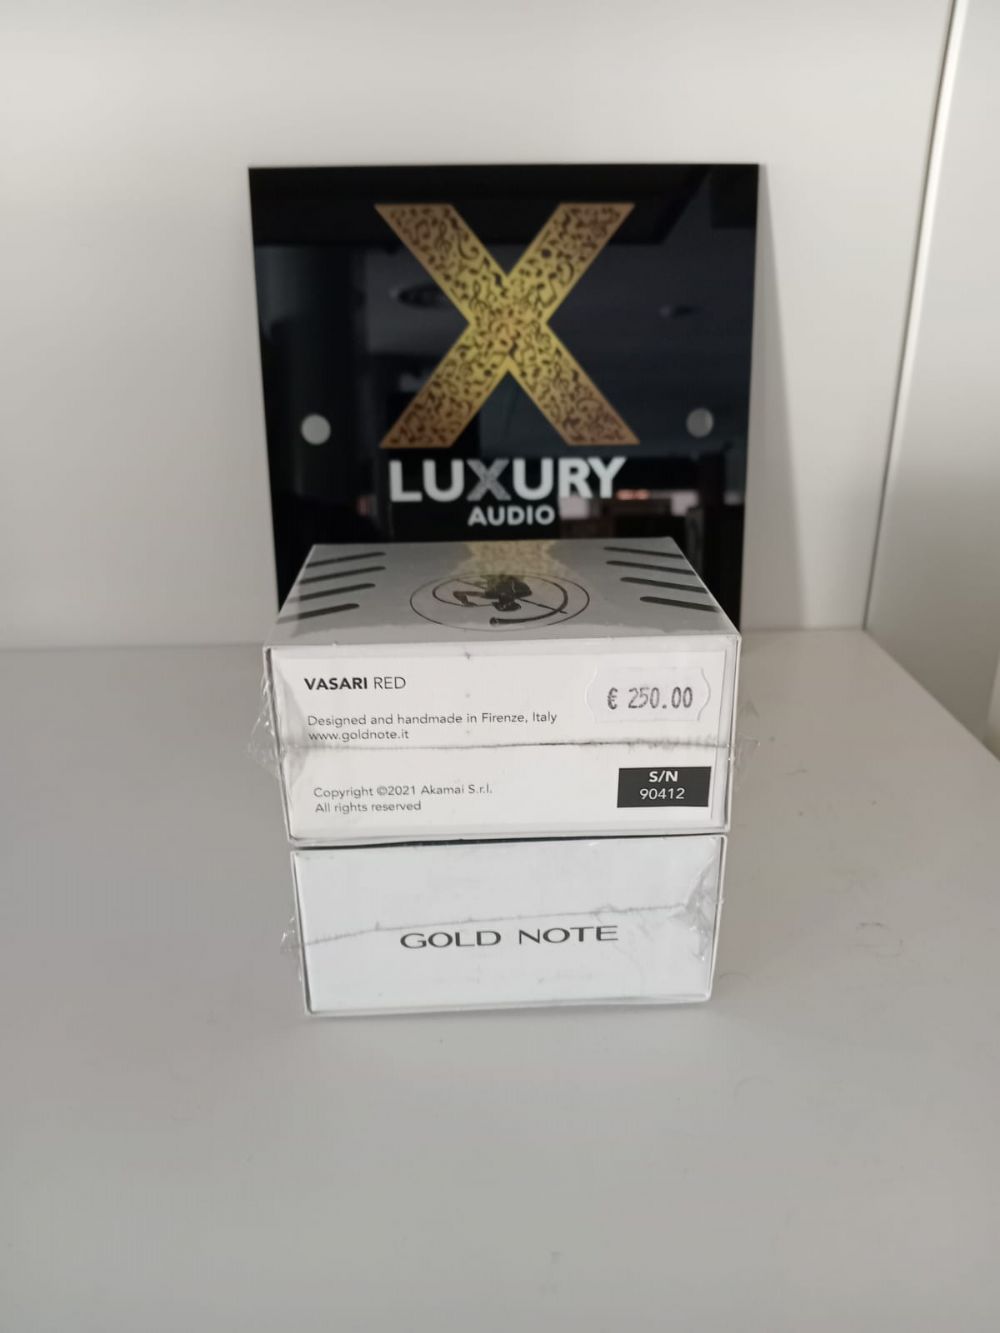 X
LUXURY
AUDIO
VASARI RED
€ 250.00
Designed and handmade in Firenze, Italy
www.goldnote.it
Copyright ©2021 Akamai S.r.l.
All rights reserved
S/N
90412
GOLD NOTE